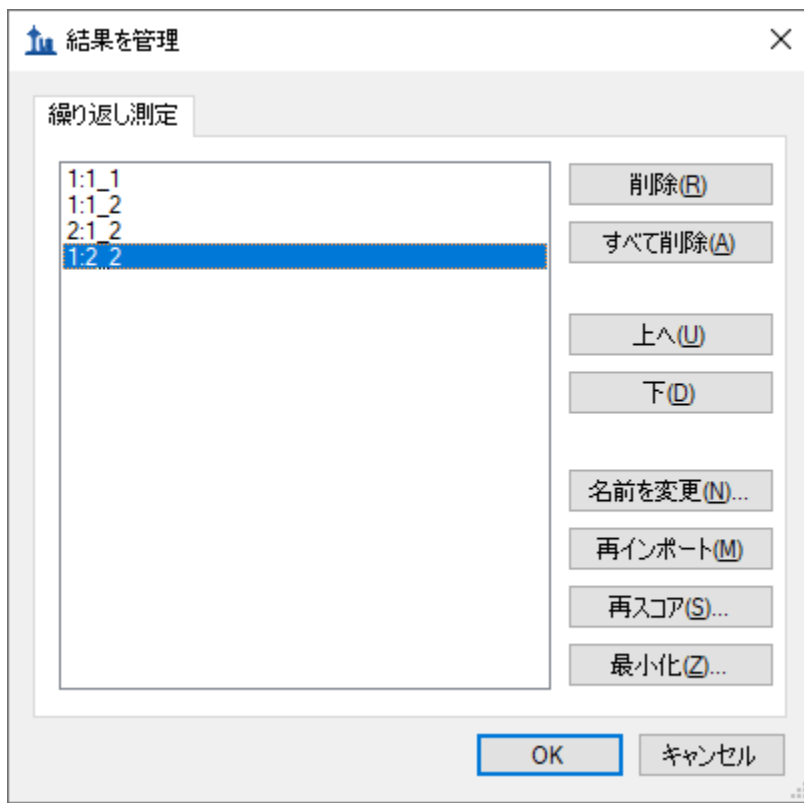 結果を管理
繰り返し測定
1:1_1
1:1_2
2:1_2
1:2_2
削除(R)
すべて削除(A)
上へ(U)
下(D)
名前を変更(N)...
再インポート(M)
再スコア(S)...
最小化(Z)...
OK
キャンセル